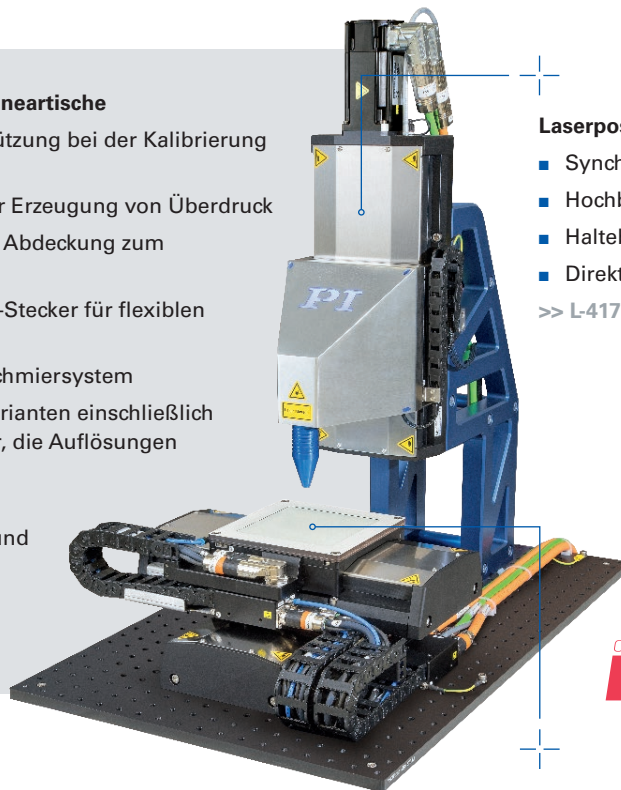 neartische
ützung bei der Kalibrierung
r Erzeugung von Überdruck
Abdeckung zum
-Stecker für flexiblen
chmiersystem
rianten einschließlich
r, die Auflösungen
und
PI
Laserpos
Synch
Hochb
Haltel
Direkt
>> L-417